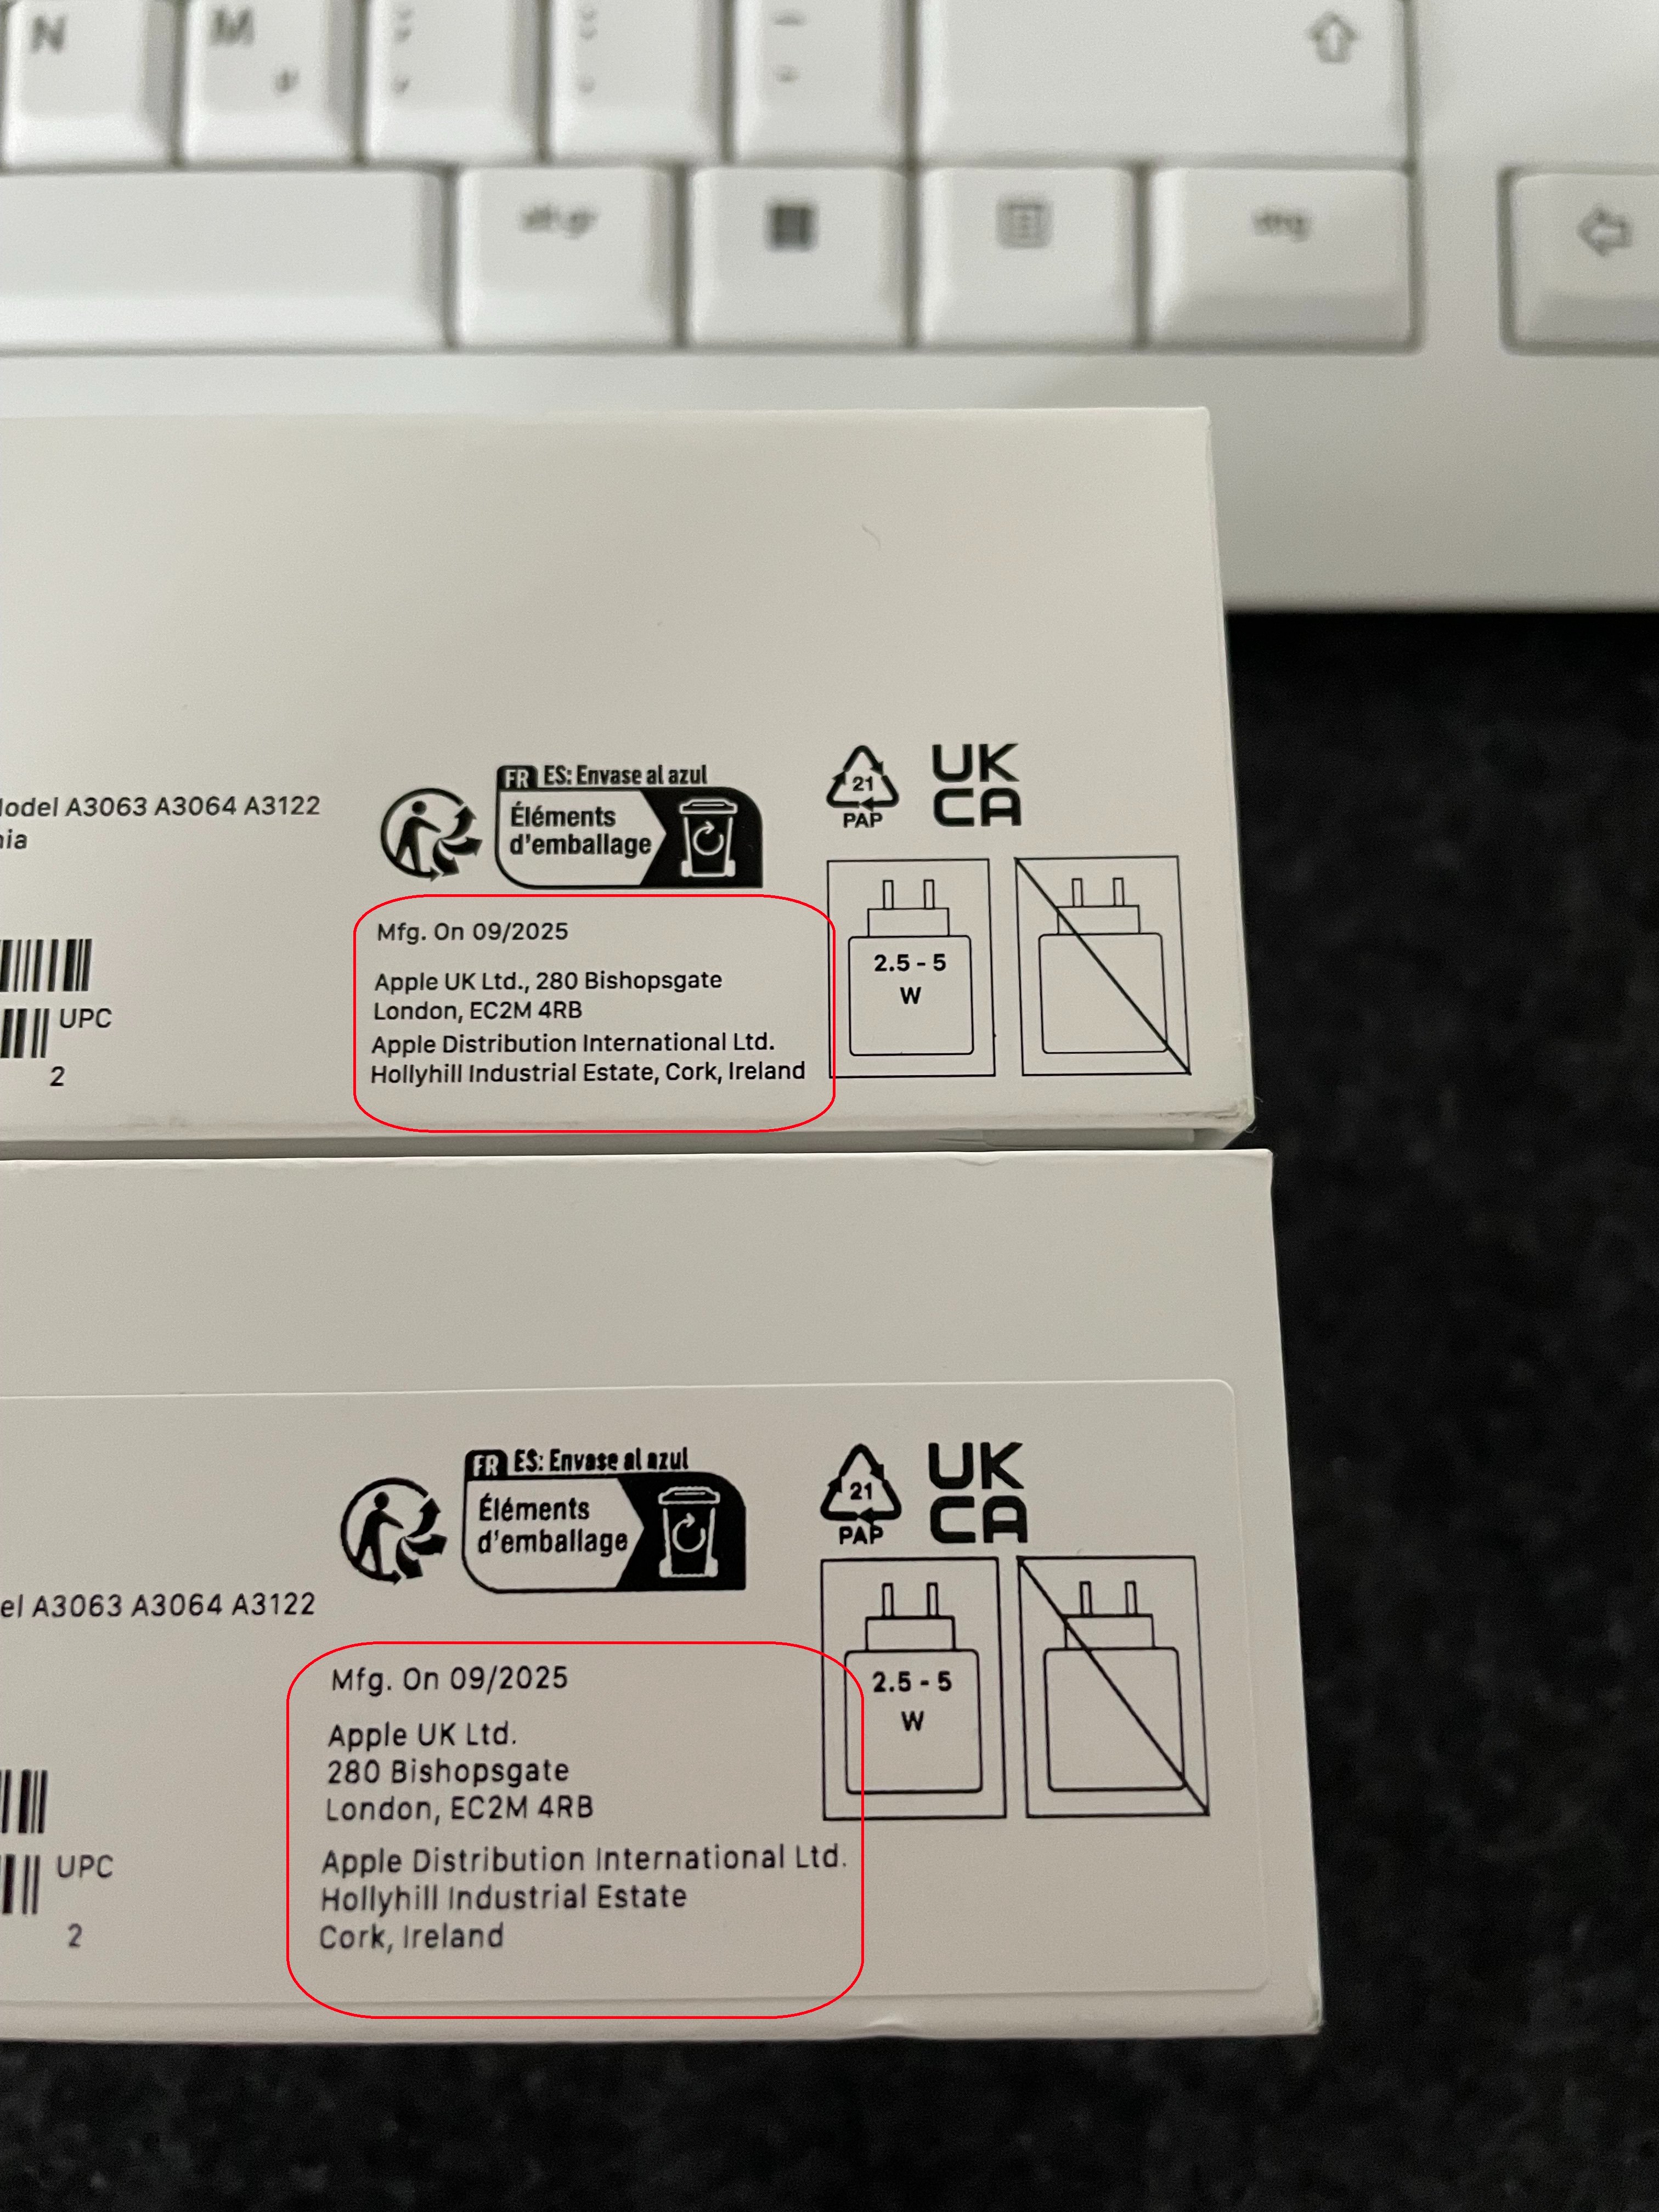 N
M
alt gr
strg
FR ES: Envase al azul
Éléments
d'emballage
21
PAP
UK
CA
A3063 A3064 A3122
Mfg. On 09/2025
Apple UK Ltd., 280 Bishopsgate
London, EC2M 4RB
Apple Distribution International Ltd.
Hollyhill Industrial Estate, Cork, Ireland
2.5 - 5
W
UPC
2
FR ES: Envase al azul
Éléments
d'emballage
21
PAP
UK
CA
A3063 A3064 A3122
Mfg. On 09/2025
Apple UK Ltd.
280 Bishopsgate
London, EC2M 4RB
Apple Distribution International Ltd.
Hollyhill Industrial Estate
Cork, Ireland
2.5 - 5
W
UPC
2